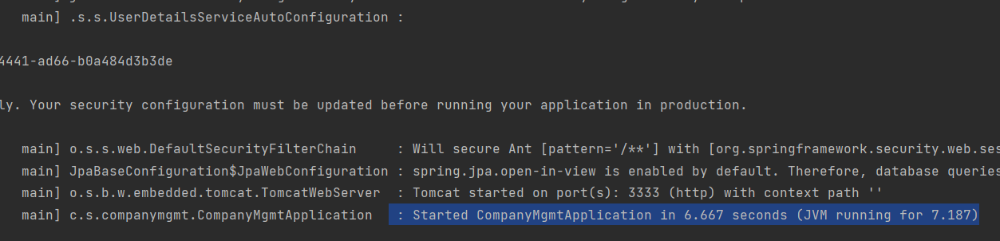 main] .s.s.UserDetailsServiceAutoConfiguration :
4441-ad66-b0a484d3b3de
ly. Your security configuration must be updated before running your application in production.
main] o.s.s.web.DefaultSecurityFilterChain     : Will secure Ant [pattern='/**'] with [org.springframework.security.web.ses
main] JpaBaseConfiguration$JpaWebConfiguration : spring.jpa.open-in-view is enabled by default. Therefore, database queries
main] o.s.b.w.embedded.tomcat.TomcatWebServer  : Tomcat started on port(s): 3333 (http) with context path ''
main] c.s.companymgmt.CompanyMgmtApplication   : Started CompanyMgmtApplication in 6.667 seconds (JVM running for 7.187)